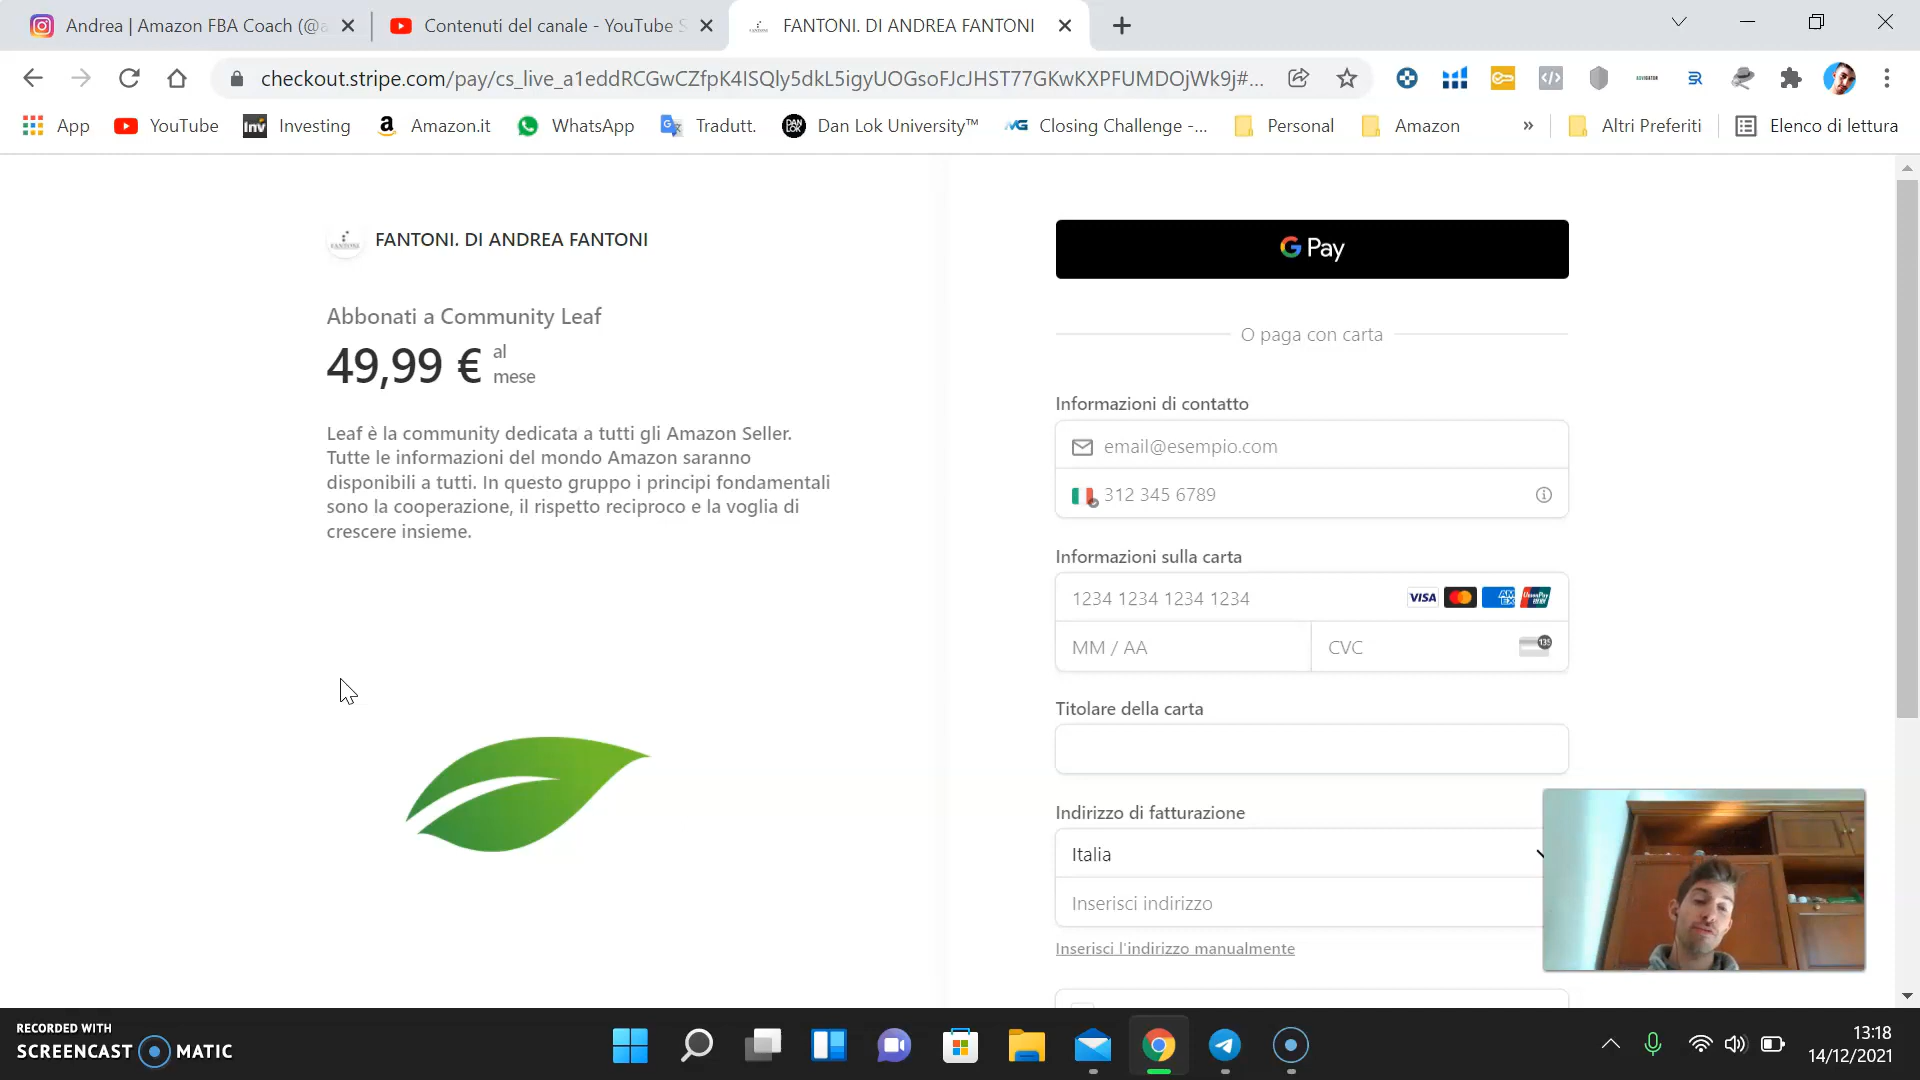 Andrea | Amazon FBA Coach (@a
Contenuti del canale - YouTube S
FANTONI. DI ANDREA FANTONI
checkout.stripe.com/pay/cs_live_a1eddRCGwCZfpK4ISQly5dkL5igyUOGsoFJcJHST77GKwKXPFUMDOjWk9j#...
App
YouTube
Inv
Investing
Amazon.it
WhatsApp
Tradutt.
DAN LOK
Dan Lok University™
Closing Challenge -...
Personal
Amazon
»
Altri Preferiti
Elenco di lettura
FANTONI. DI ANDREA FANTONI
Abbonati a Community Leaf
49,99 € al mese
Leaf è la community dedicata a tutti gli Amazon Seller.
Tutte le informazioni del mondo Amazon saranno
disponibili a tutti. In questo gruppo i principi fondamentali
sono la cooperazione, il rispetto reciproco e la voglia di
crescere insieme.
G Pay
O paga con carta
Informazioni di contatto
email@esempio.com
312 345 6789
Informazioni sulla carta
1234 1234 1234 1234
VISA
AMEX
UnionPay
MM / AA
CVC
135
Titolare della carta
Indirizzo di fatturazione
Italia
Inserisci indirizzo
Inserisci l'indirizzo manualmente
RECORDED WITH
SCREENCAST MATIC
13:18
14/12/2021